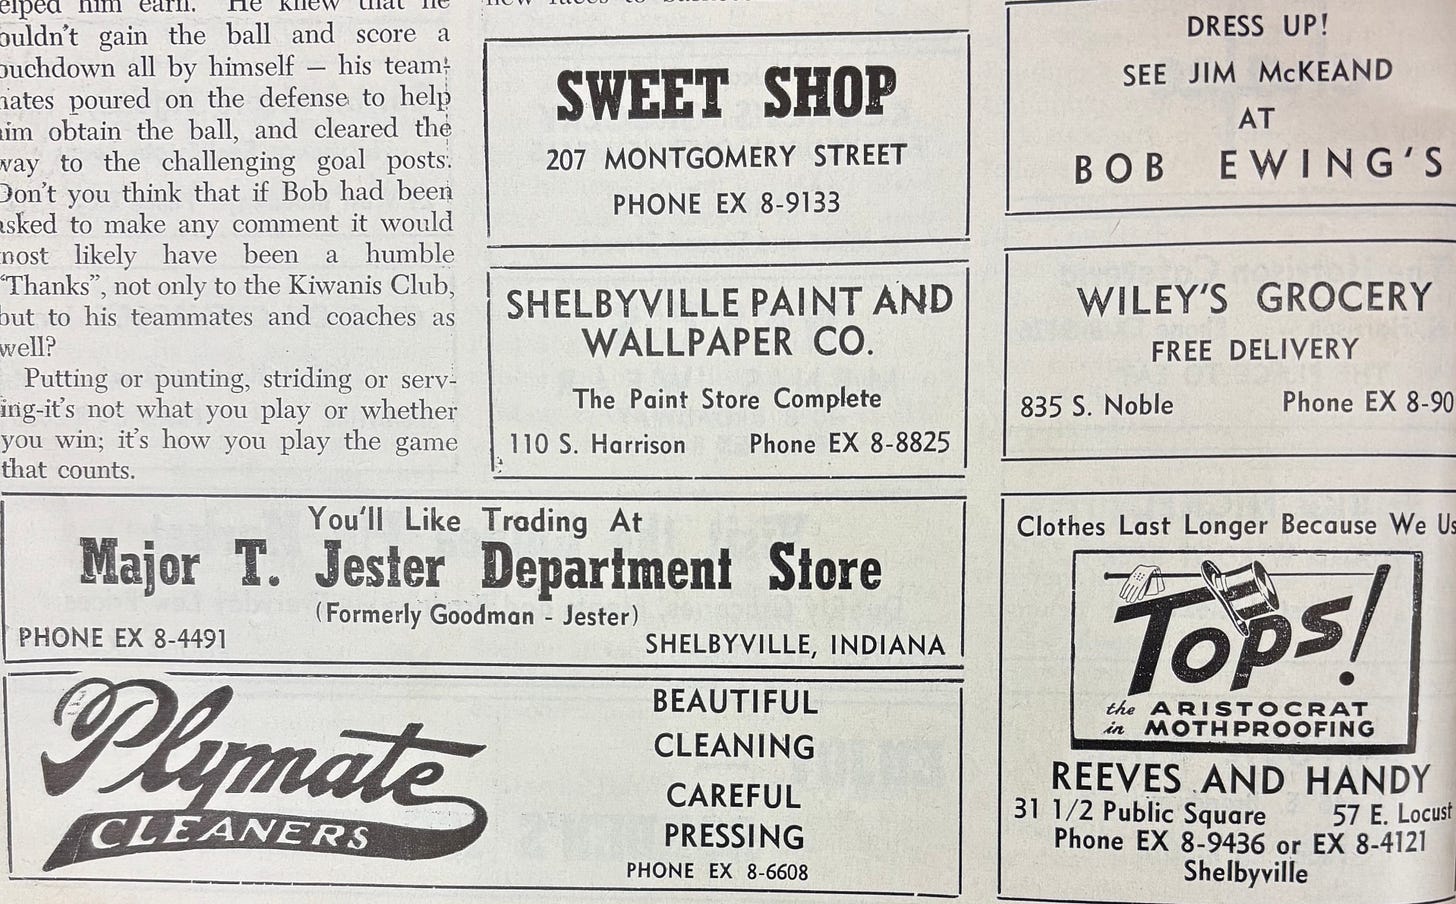 him earn. He knew that he
gain the ball and score a
all by himself — his team-
poured on the defense to help
obtain the ball, and cleared the
to the challenging goal posts.
Don't you think that if Bob had been
to make any comment it would
likely have been a humble
"Thanks", not only to the Kiwanis Club,
but to his teammates and coaches as
well?
Putting or punting, striding or serv-
ing-it's not what you play or whether
you win; it's how you play the game
that counts.
SWEET SHOP
207 MONTGOMERY STREET
PHONE EX 8-9133
SHELBYVILLE PAINT AND
WALLPAPER CO.
The Paint Store Complete
110 S. Harrison Phone EX 8-8825
You'll Like Trading At
Major T. Jester Department Store
(Formerly Goodman - Jester)
PHONE EX 8-4491 SHELBYVILLE, INDIANA
Plymate
CLEANERS
BEAUTIFUL
CLEANING
CAREFUL
PRESSING
PHONE EX 8-6608
DRESS UP!
SEE JIM McKEAND
AT
BOB EWING'S
WILEY'S GROCERY
FREE DELIVERY
835 S. Noble Phone EX 8-90
Clothes Last Longer Because We
Tops!
the ARISTOCRAT
in MOTHPROOFING
REEVES AND HANDY
31 1/2 Public Square 57 E. Locust
Phone EX 8-9436 or EX 8-4121
Shelbyville